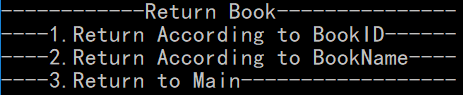 ------------Return Book---------------
----1.Return According to BookID------
----2.Return According to BookName----
----3.Return to Main------------------